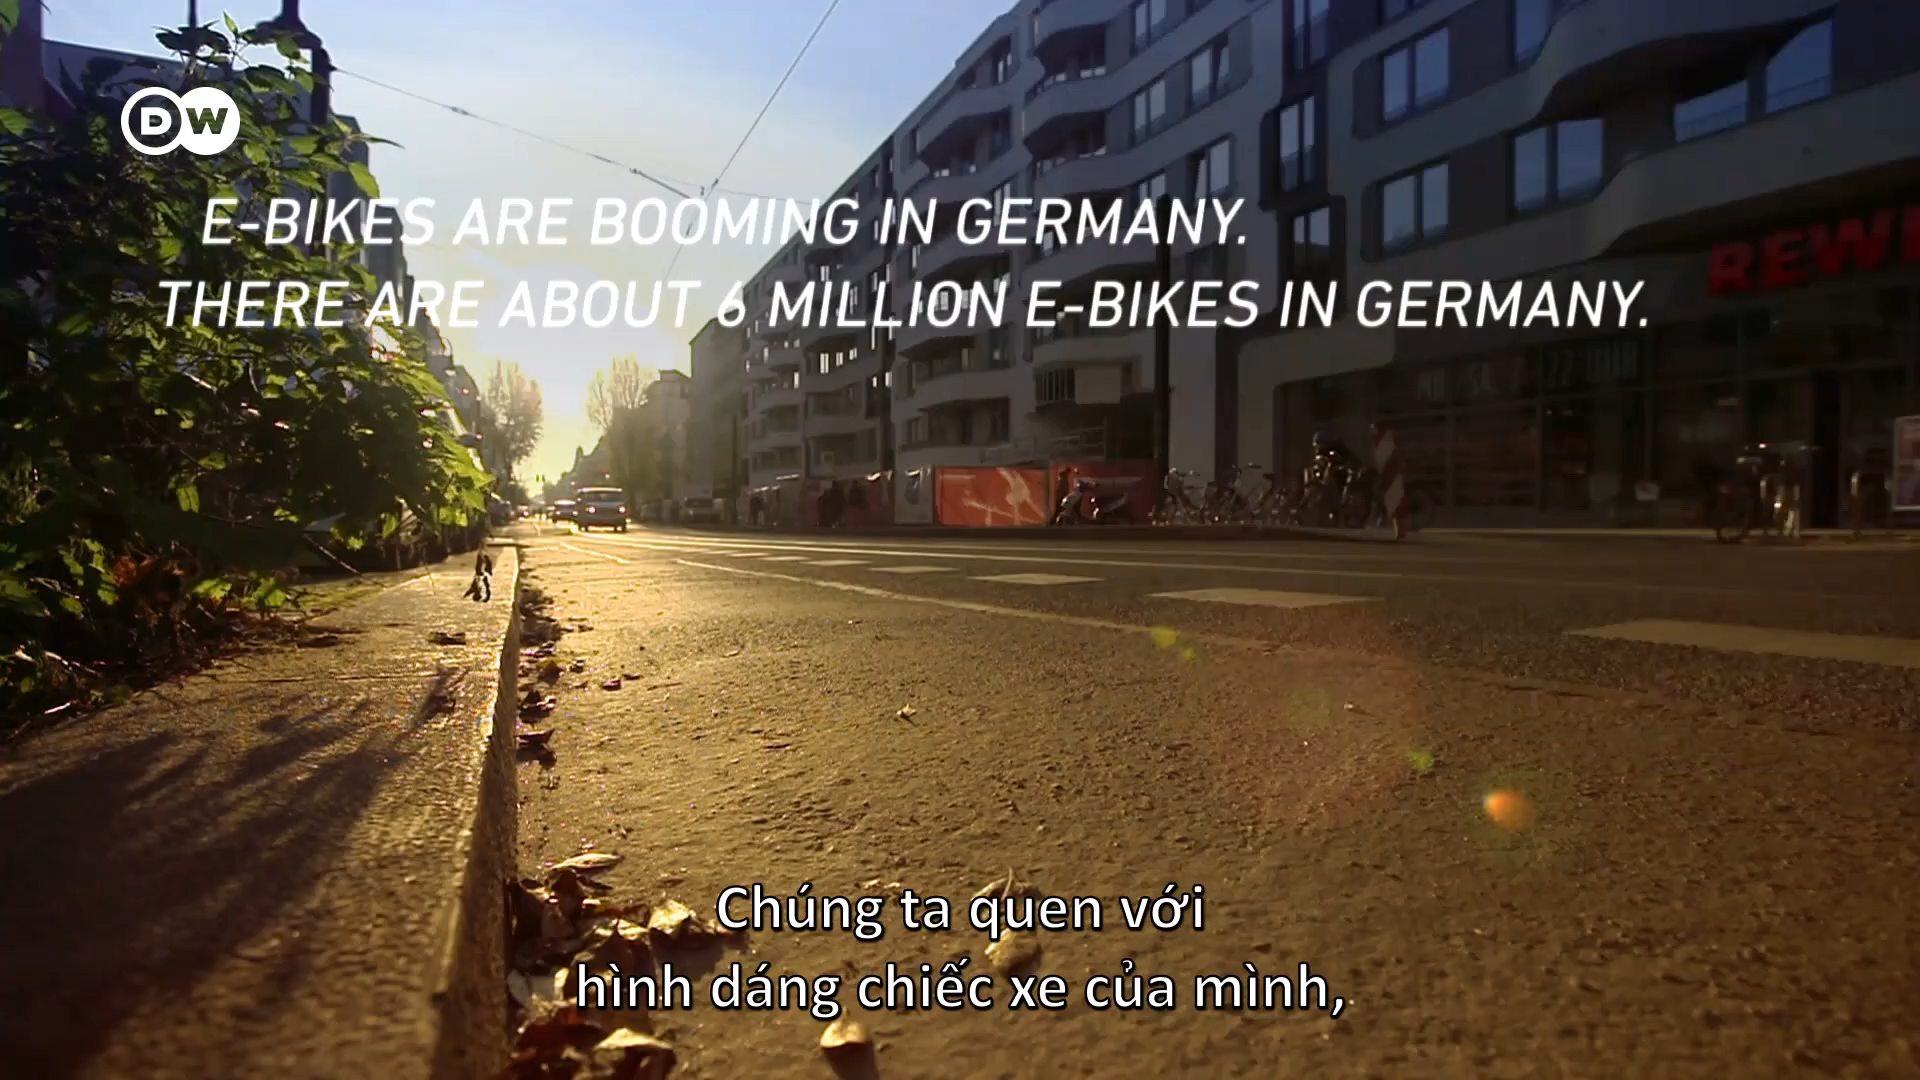 DW
E-BIKES ARE BOOMING IN GERMANY.
THERE ARE ABOUT 6 MILLION E-BIKES IN GERMANY.
REWE
Chúng ta quen với
hình dáng chiếc xe của mình,